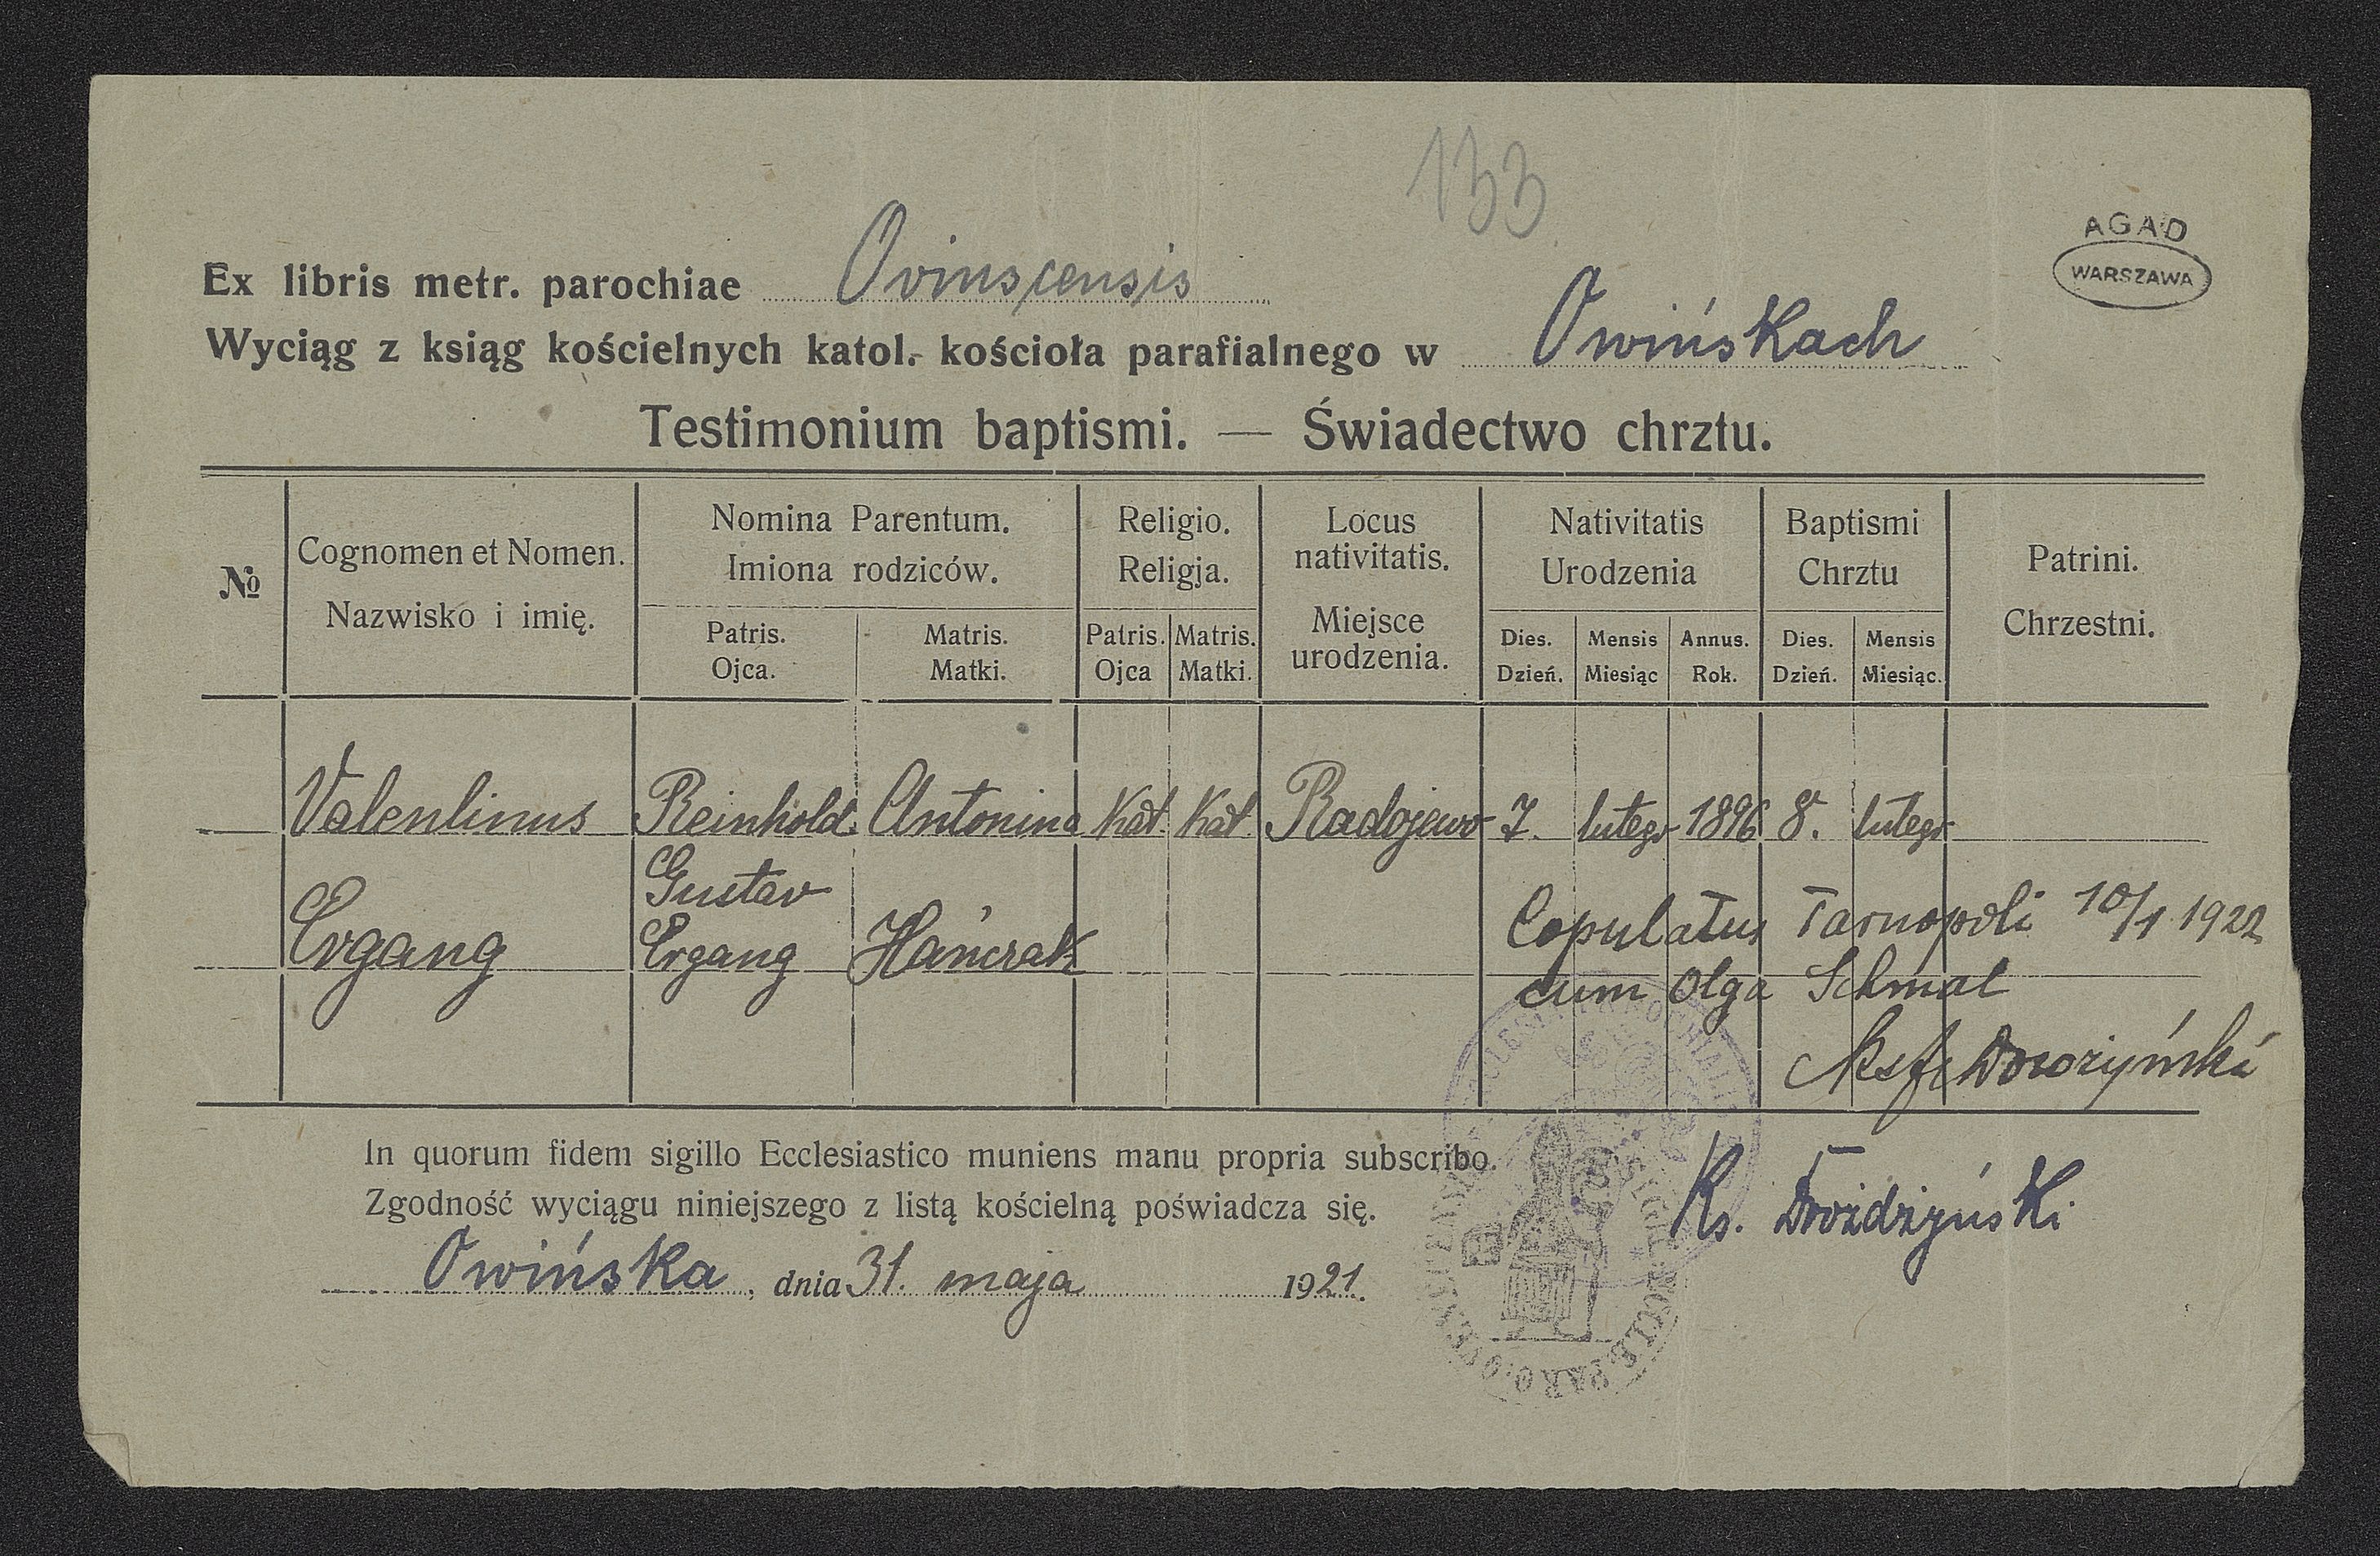 133
AGAD
WARSZAWA
Ex libris metr. parochiae Ovinscensis
Wyciąg z ksiąg kościelnych katol. kościoła parafialnego w Owińskach
Testimonium baptismi. — Świadectwo chrztu.
№
Cognomen et Nomen.
Nazwisko i imię.
Nomina Parentum.
Imiona rodziców.
Patris.
Ojca.
Matris.
Matki.
Religio.
Religja.
Patris.
Ojca
Matris.
Matki.
Locus
nativitatis.
Miejsce
urodzenia.
Nativitatis
Urodzenia
Dies.
Dzień.
Mensis
Miesiąc
Annus.
Rok.
Baptismi
Chrztu
Dies.
Dzień.
Mensis
Miesiąc.
Patrini.
Chrzestni.
Valentinus Reinhold Antonina Kat. Kat. Radojewo 7. lutego 1896 8. lutego
Gustav
Ergang Ergang Hańczak
Copulatus Tarnopoli 10/1 1922
cum Olga Schmal
In quorum fidem sigillo Ecclesiastico muniens manu propria subscribo.
Zgodność wyciągu niniejszego z listą kościelną poświadcza się.
Ks. Drożdżyński
Owińska, dnia 31. maja 1921.